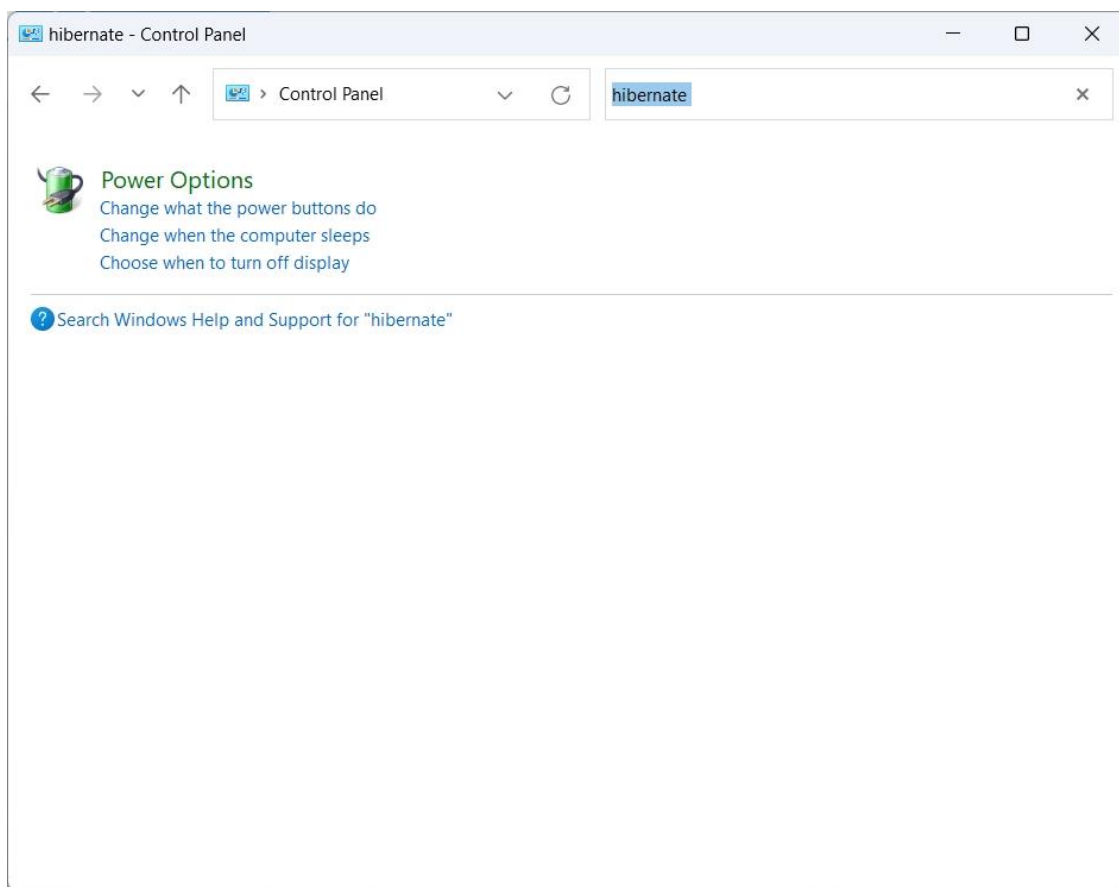 hibernate - Control Panel
Control Panel
hibernate
Power Options
Change what the power buttons do
Change when the computer sleeps
Choose when to turn off display
Search Windows Help and Support for "hibernate"